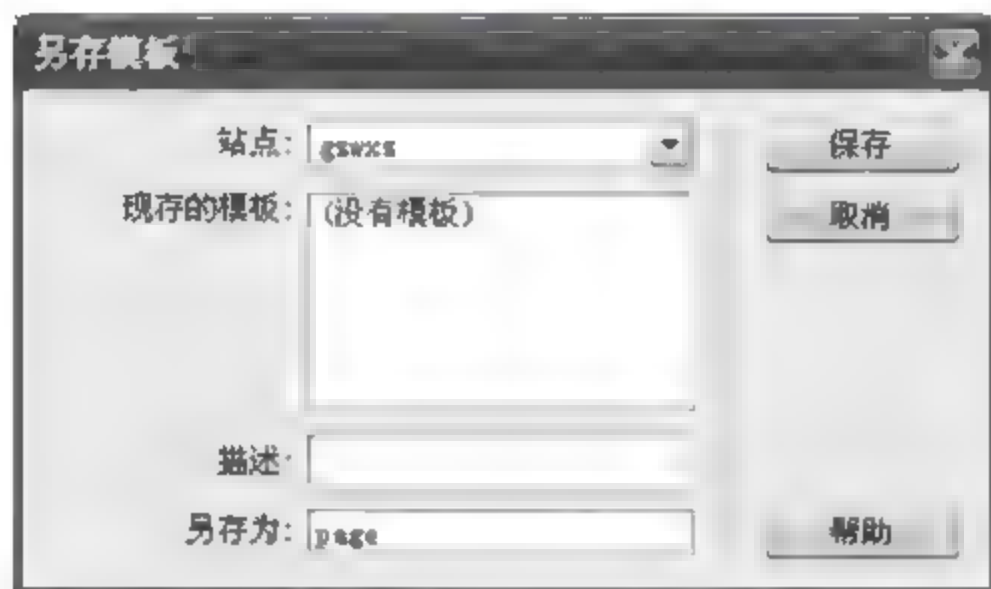 另存模板
站点: gswxs 保存
现存的模板: (没有模板) 取消
描述:
另存为: page 帮助